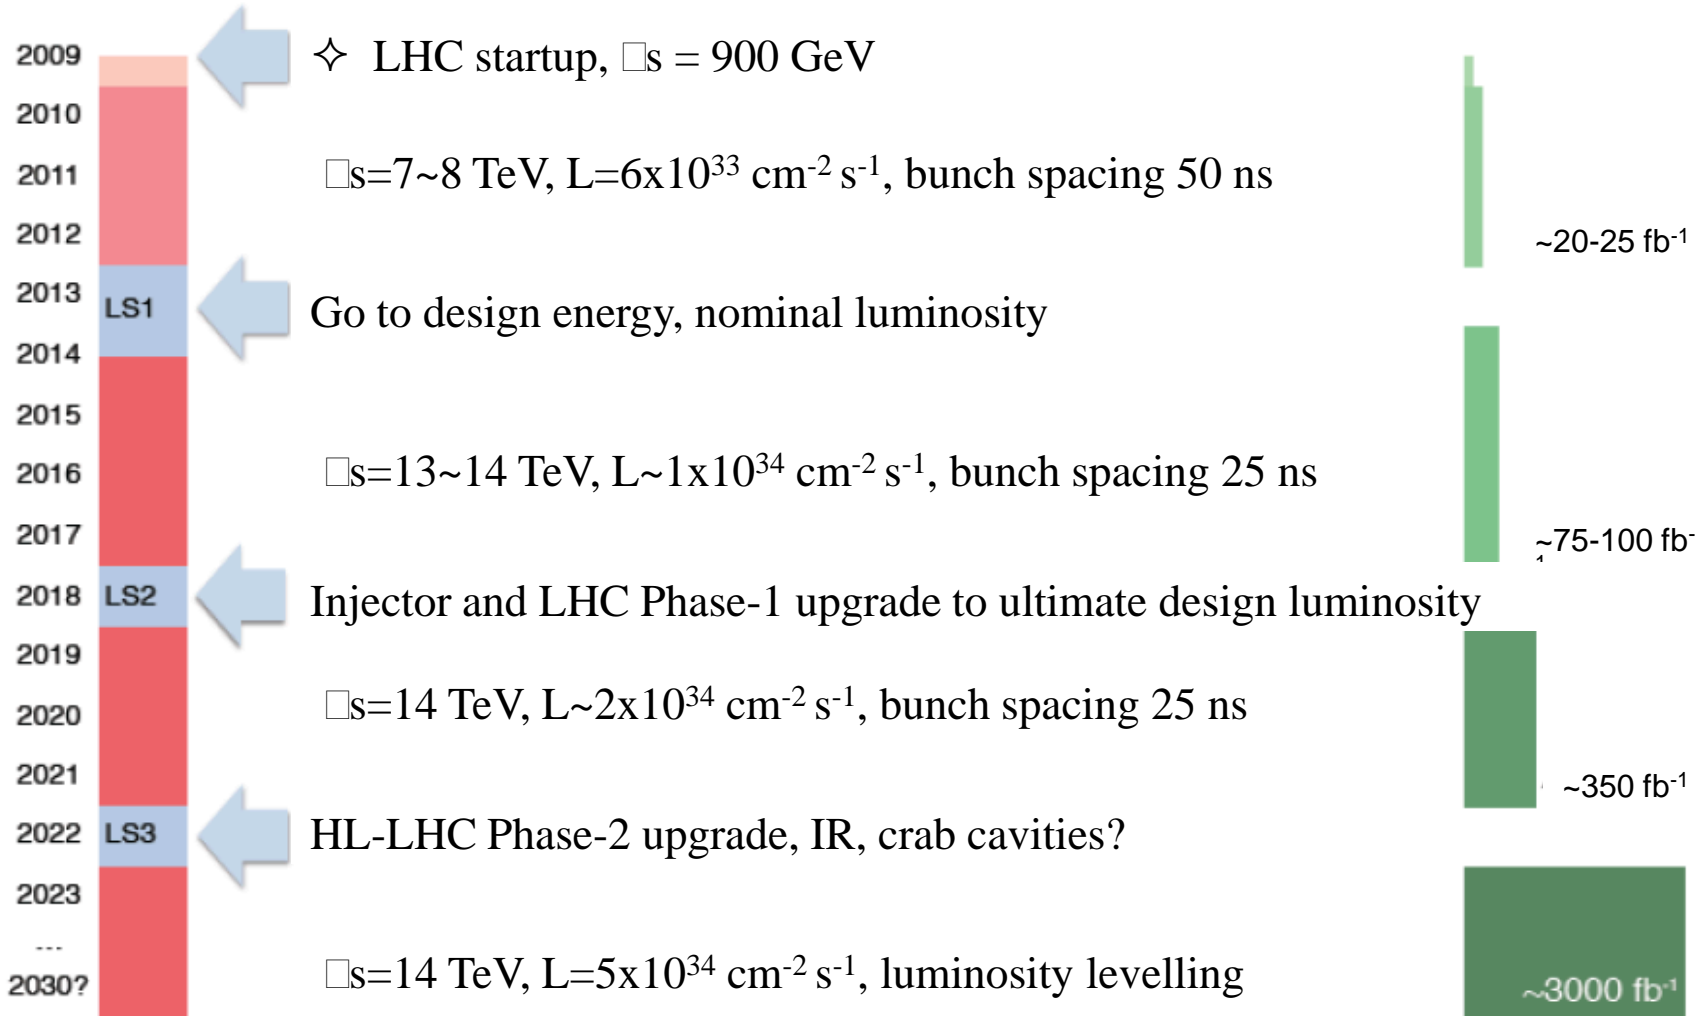 2009
✧ LHC startup, □s = 900 GeV
2010
2011
□s=7~8 TeV, L=6x10³³ cm⁻² s⁻¹, bunch spacing 50 ns
2012
~20-25 fb⁻¹
2013
LS1
Go to design energy, nominal luminosity
2014
2015
2016
□s=13~14 TeV, L~1x10³⁴ cm⁻² s⁻¹, bunch spacing 25 ns
2017
~75-100 fb⁻
¹
2018
LS2
Injector and LHC Phase-1 upgrade to ultimate design luminosity
2019
2020
□s=14 TeV, L~2x10³⁴ cm⁻² s⁻¹, bunch spacing 25 ns
2021
~350 fb⁻¹
2022
LS3
HL-LHC Phase-2 upgrade, IR, crab cavities?
2023
...
2030?
□s=14 TeV, L=5x10³⁴ cm⁻² s⁻¹, luminosity levelling
~3000 fb⁻¹